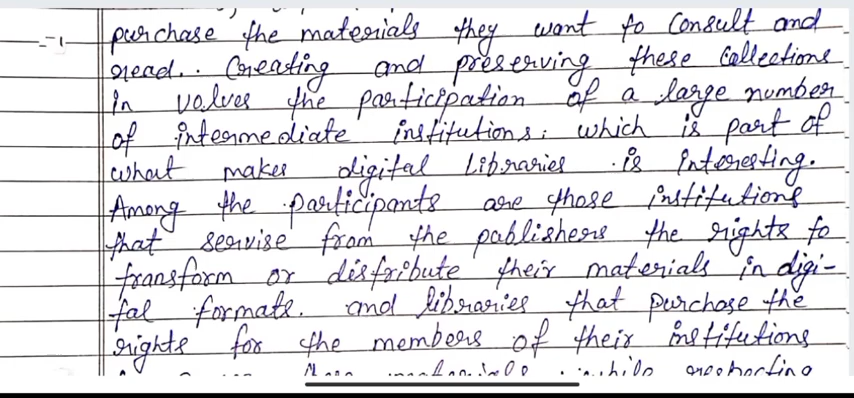 purchase the materials they want to Consult and
read.. Creating and preserving these Collections
in valves the participation of a large number
of intermediate institutions. which is part of
what makes digital Libraries is Interesting.
Among the participants are those institutions
that servise from the publishers the rights to
transform or distribute their materials in digi-
tal formats. and libraries that purchase the
rights for the members of their institutions
while